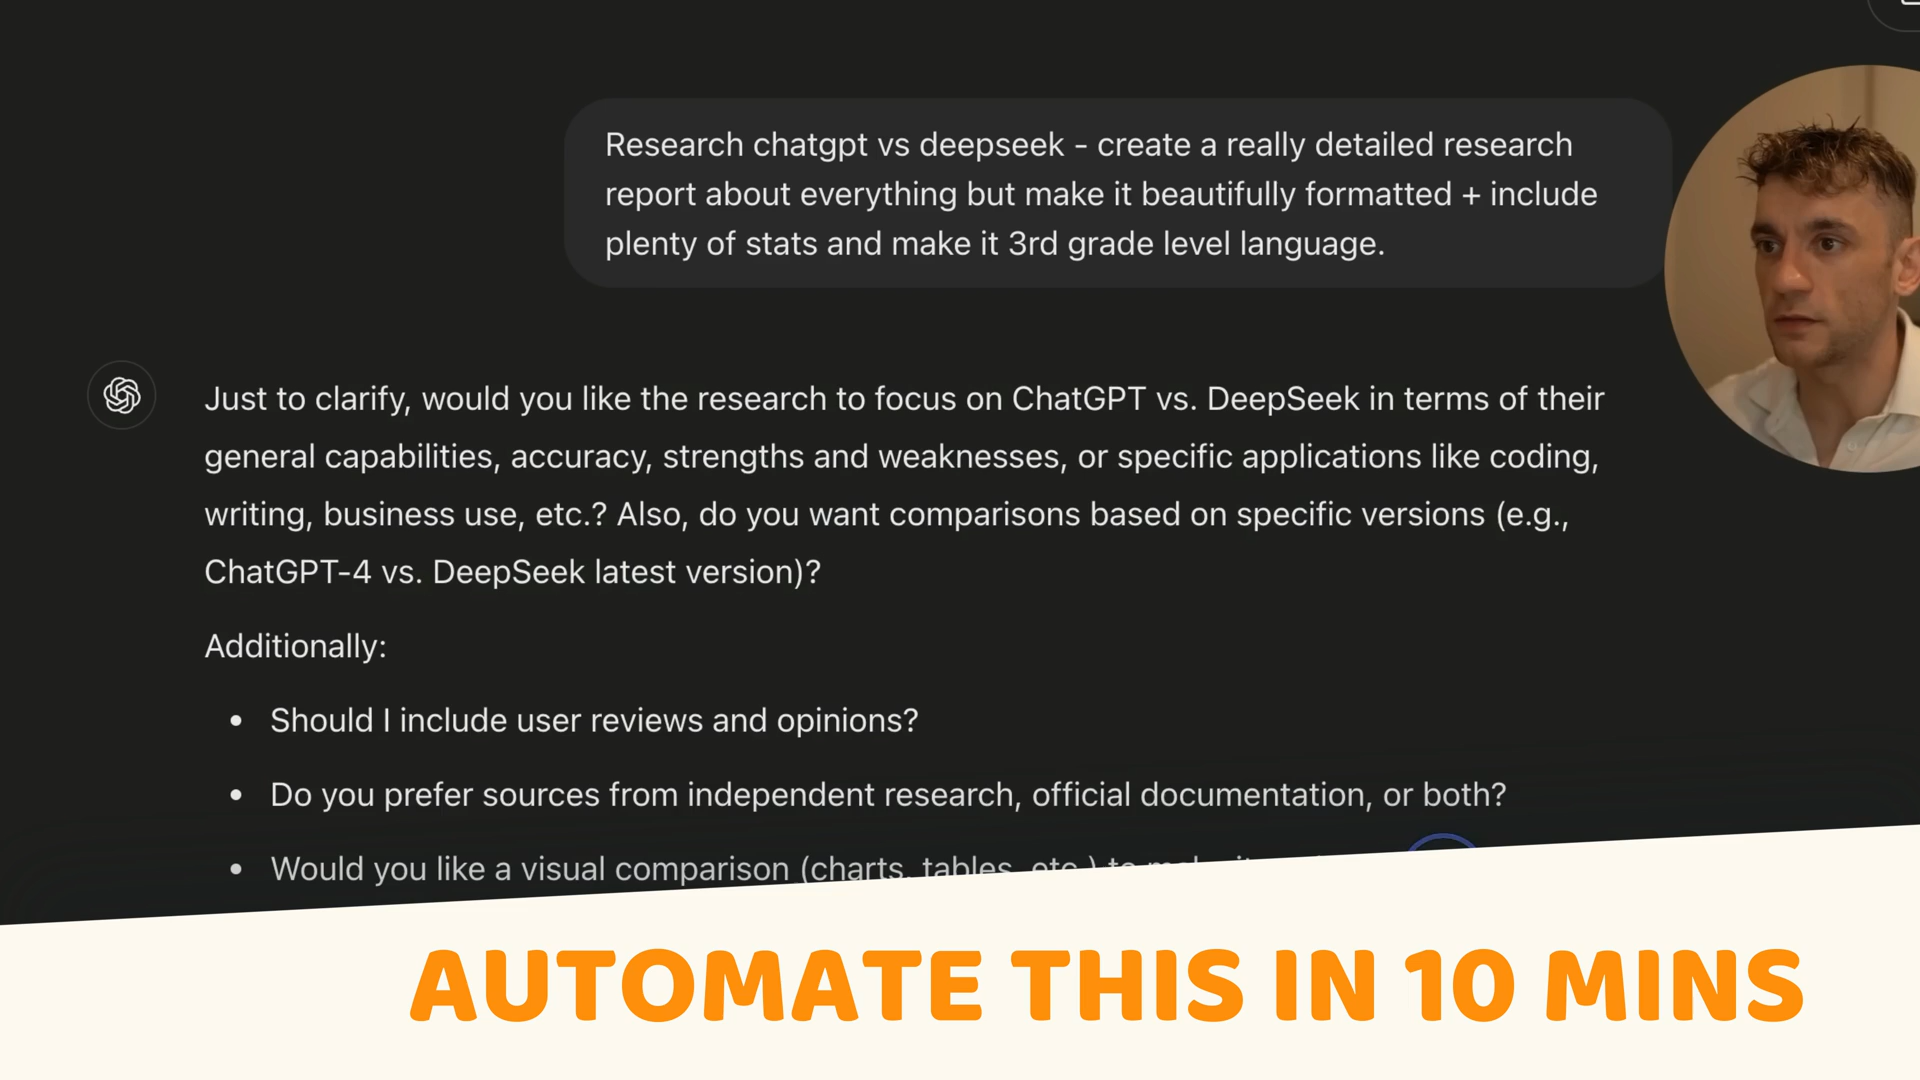 Research chatgpt vs deepseek - create a really detailed research
report about everything but make it beautifully formatted + include
plenty of stats and make it 3rd grade level language.
Just to clarify, would you like the research to focus on ChatGPT vs. DeepSeek in terms of their
general capabilities, accuracy, strengths and weaknesses, or specific applications like coding,
writing, business use, etc.? Also, do you want comparisons based on specific versions (e.g.,
ChatGPT-4 vs. DeepSeek latest version)?
Additionally:
• Should I include user reviews and opinions?
• Do you prefer sources from independent research, official documentation, or both?
• Would you like a visual comparison (charts, tables, etc.) to
AUTOMATE THIS IN 10 MINS